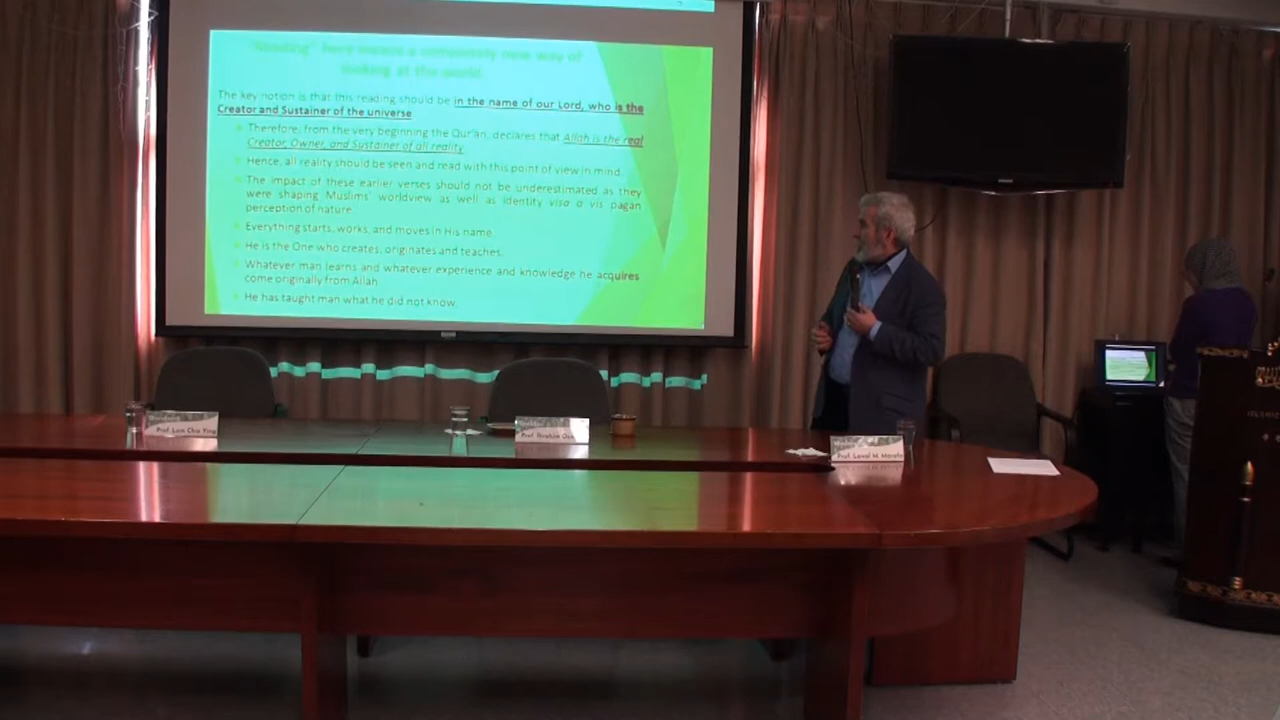 "Reading" here means a completely new way of
looking at the world.
The key notion is that this reading should be in the name of our Lord, who is the
Creator and Sustainer of the universe
Therefore, from the very beginning the Qur'an, declares that Allah is the real
Creator, Owner, and Sustainer of all reality.
Hence, all reality should be seen and read with this point of view in mind.
The impact of these earlier verses should not be underestimated as they
were shaping Muslims' worldview as well as identity visa a vis pagan
perception of nature.
Everything starts, works, and moves in His name.
He is the One who creates, originates and teaches.
Whatever man learns and whatever experience and knowledge he acquires
come originally from Allah
He has taught man what he did not know.
Prof. Lam Chia Ying
Prof. Ibrahim
Prof. Lawal M.